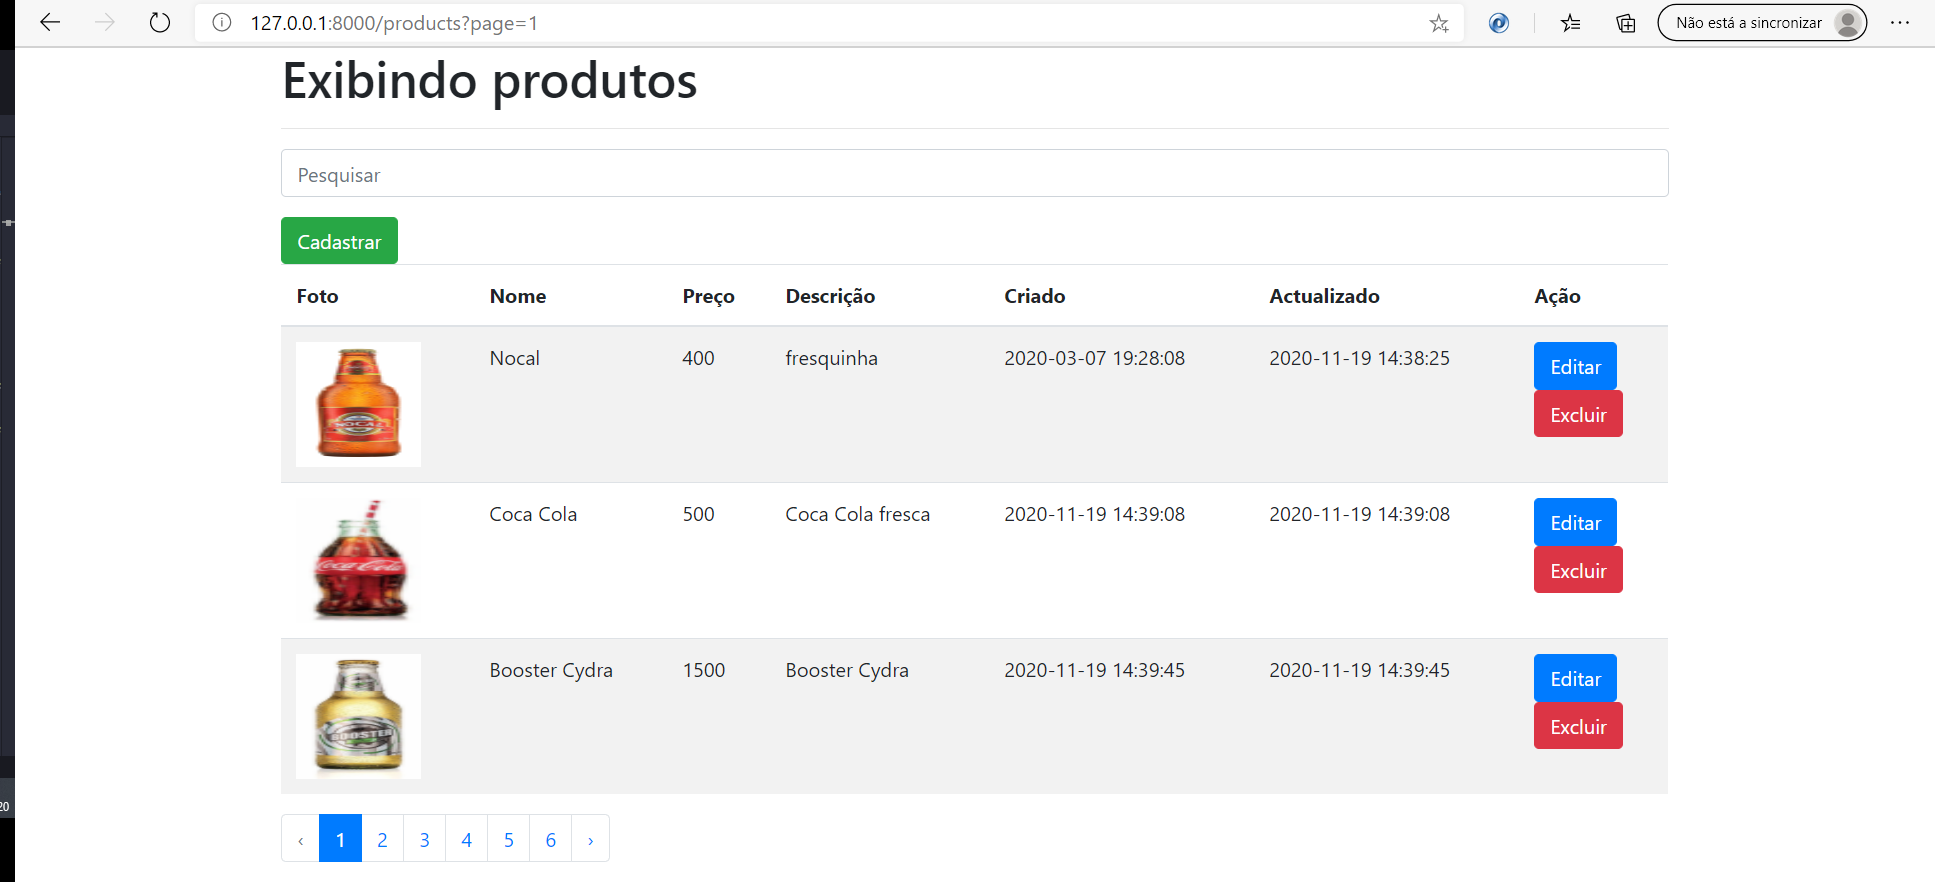 127.0.0.1:8000/products?page=1
Não está a sincronizar
Exibindo produtos
Pesquisar
Cadastrar
Foto Nome Preço Descrição Criado Actualizado Ação
NOCAL
Nocal 400 fresquinha 2020-03-07 19:28:08 2020-11-19 14:38:25 Editar
Excluir
Coca Cola
Coca Cola 500 Coca Cola fresca 2020-11-19 14:39:08 2020-11-19 14:39:08 Editar
Excluir
BOOSTER
Booster Cydra 1500 Booster Cydra 2020-11-19 14:39:45 2020-11-19 14:39:45 Editar
Excluir
20
‹ 1 2 3 4 5 6 ›